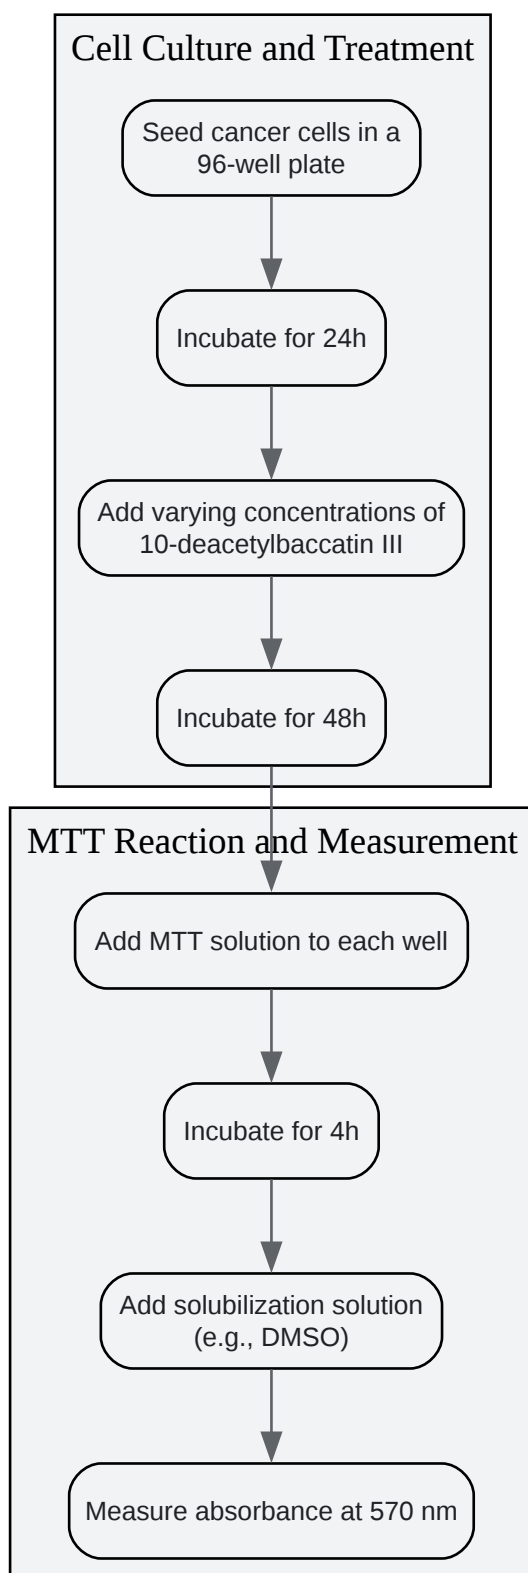 Cell Culture and Treatment
Seed cancer cells in a
96-well plate
Incubate for 24h
Add varying concentrations of
10-deacetylbaccatin III
Incubate for 48h
MTT Reaction and Measurement
Add MTT solution to each well
Incubate for 4h
Add solubilization solution
(e.g., DMSO)
Measure absorbance at 570 nm